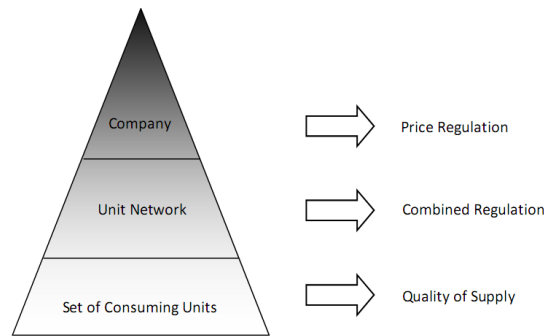 Company
Price Regulation
Unit Network
Combined Regulation
Set of Consuming Units
Quality of Supply